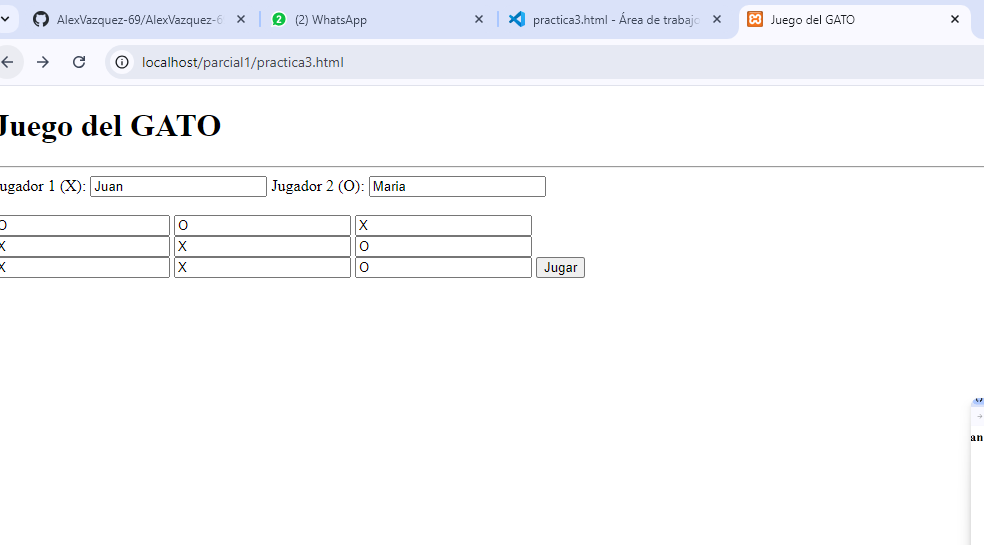 AlexVazquez-69/AlexVazquez-6
(2) WhatsApp
practica3.html - Área de trabajo
Juego del GATO
localhost/parcial1/practica3.html
Juego del GATO
ugador 1 (X): Juan Jugador 2 (O): Maria
O O X
X X O
X X O Jugar
an